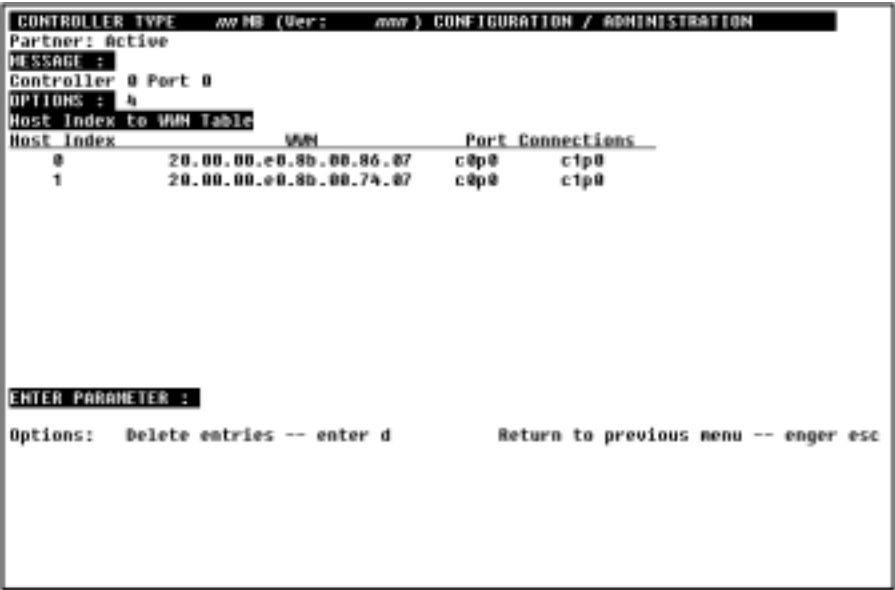 CONTROLLER TYPE nn MB (Ver: nnn ) CONFIGURATION / ADMINISTRATION
Partner: Active
MESSAGE :
Controller 0 Port 0
OPTIONS : 4
Host Index to WWN Table
Host Index WWN Port Connections
0 20.00.00.e0.8b.00.86.07 c0p0 c1p0
1 20.00.00.e0.8b.00.74.07 c0p0 c1p0
ENTER PARAMETER :
Options: Delete entries -- enter d Return to previous menu -- enger esc